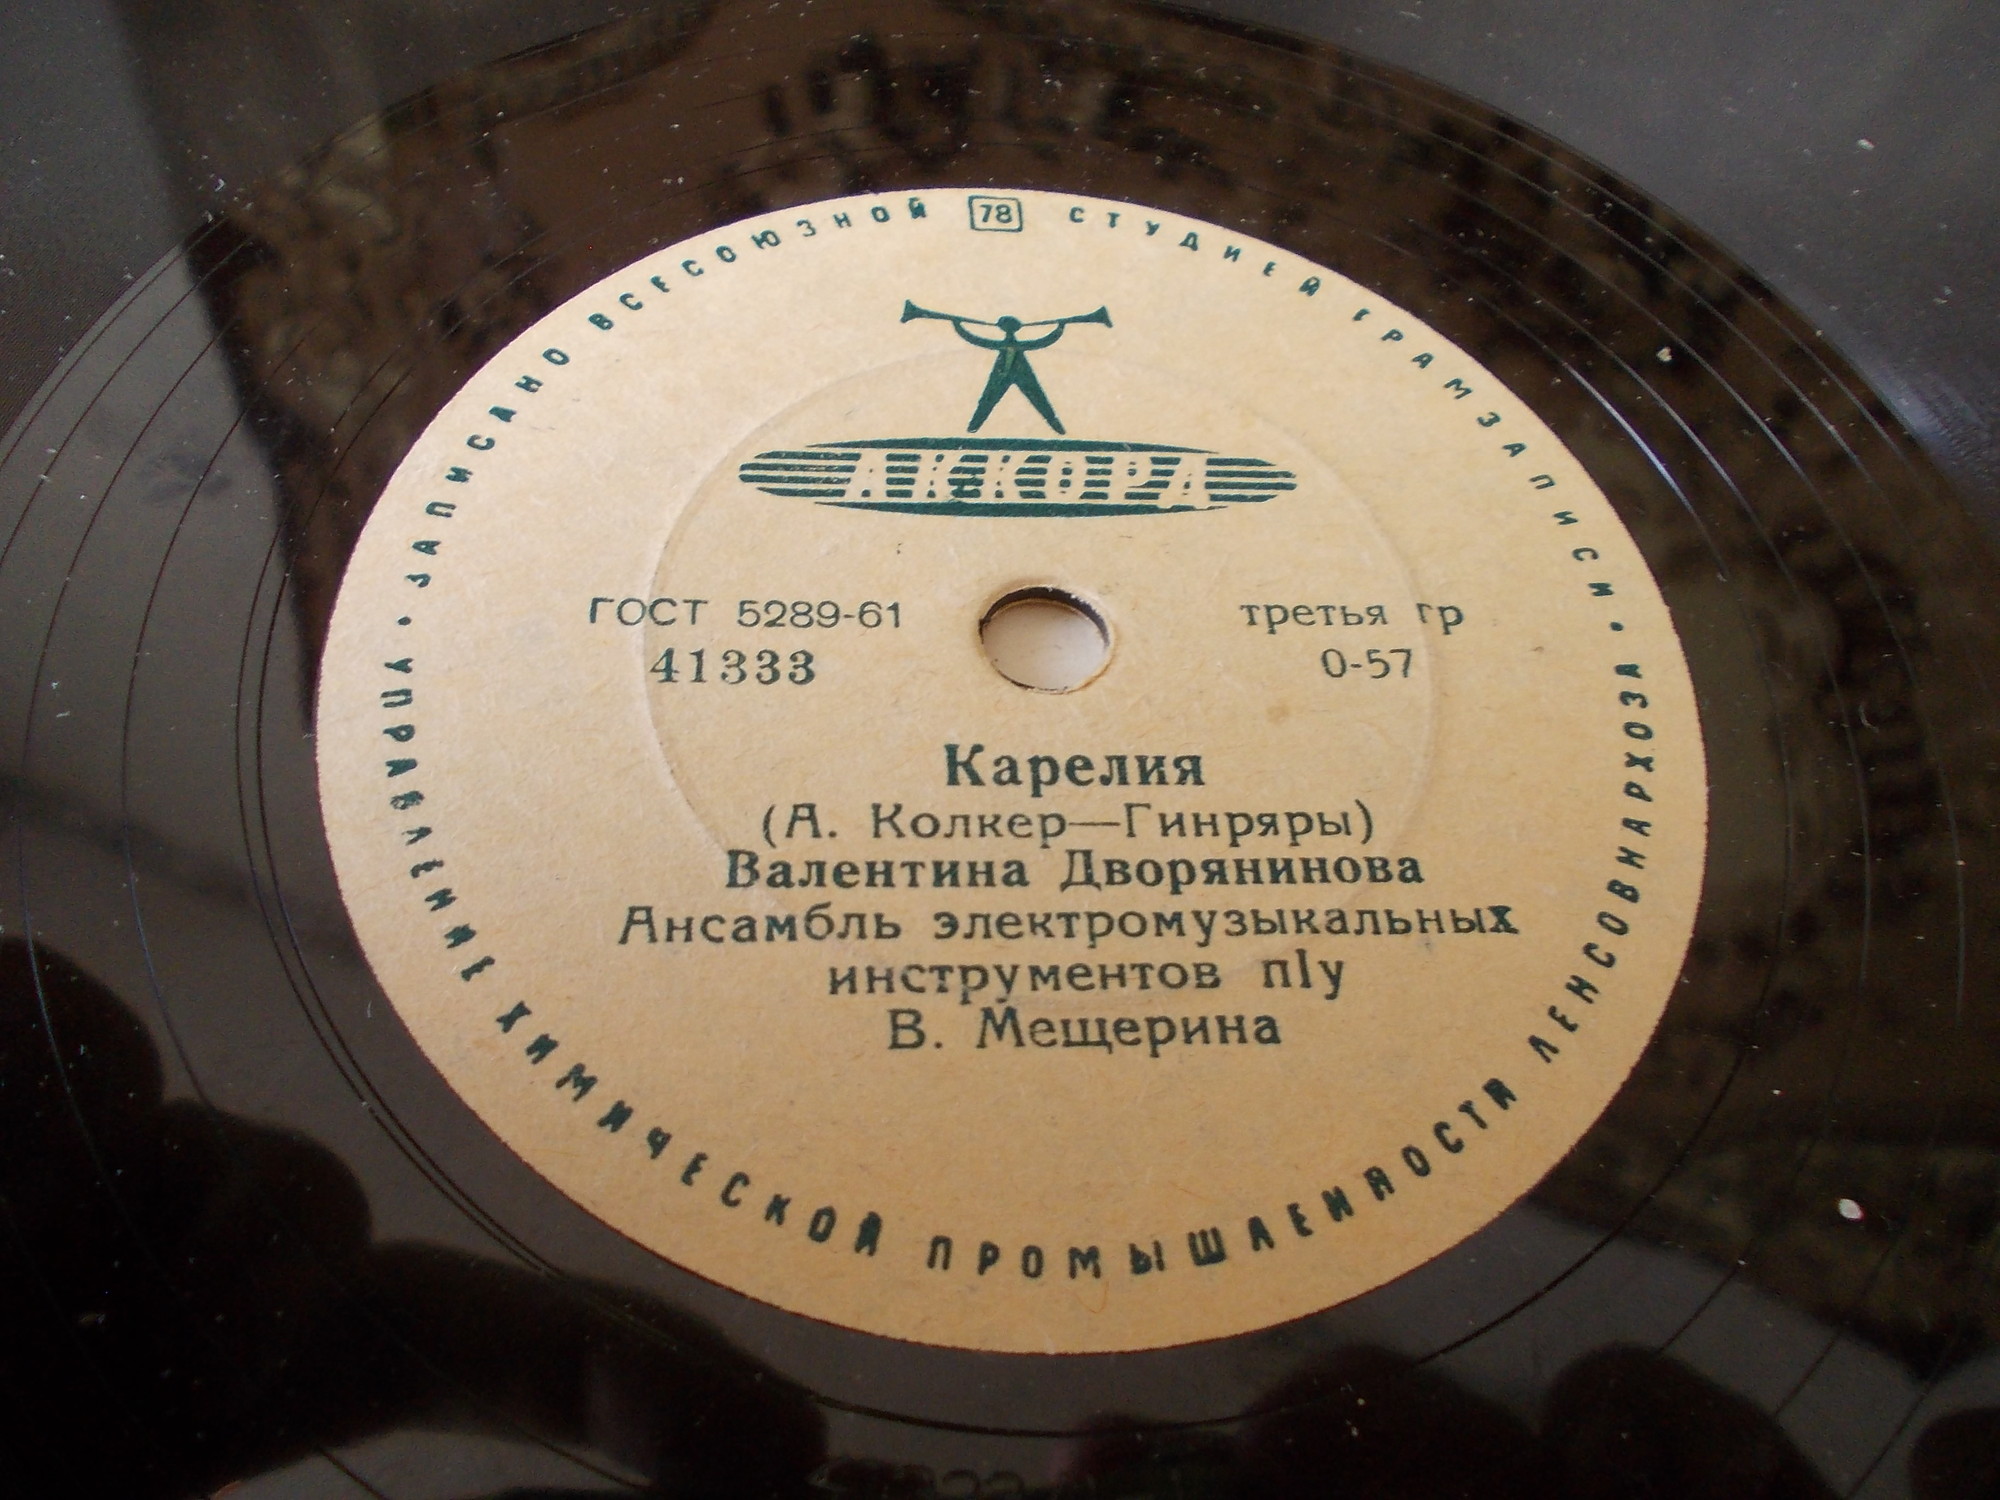 ЗАПИСАНО ВСЕСОЮЗНОЙ 78 СТУДИЕЙ ГРАМЗАПИСИ
АККОРД
ГОСТ 5289-61 третья гр
41333 0-57
Карелия
(А. Колкер—Гинряры)
Валентина Дворянинова
Ансамбль электромузыкальных
инструментов п/у
В. Мещерина
УПРАВЛЕНИЕ ХИМИЧЕСКОЙ ПРОМЫШЛЕННОСТИ ЛЕНСОВНАРХОЗА